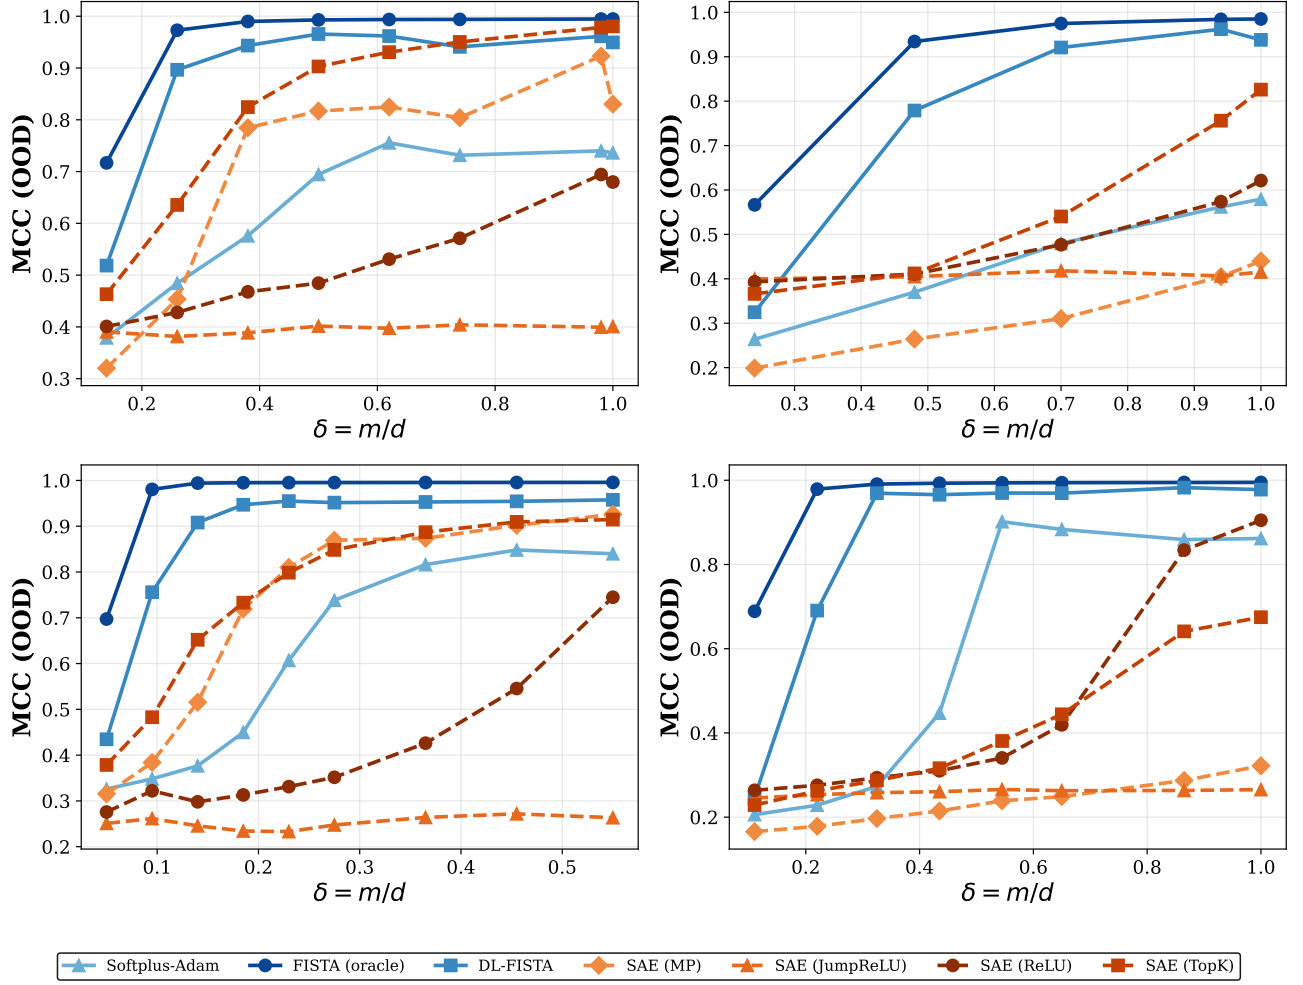 1.0
0.9
0.8
0.7
0.6
0.5
0.4
0.3
MCC (OOD)
0.2 0.4 0.6 0.8 1.0
δ = m/d
1.0
0.9
0.8
0.7
0.6
0.5
0.4
0.3
0.2
MCC (OOD)
0.3 0.4 0.5 0.6 0.7 0.8 0.9 1.0
δ = m/d
1.0
0.9
0.8
0.7
0.6
0.5
0.4
0.3
0.2
MCC (OOD)
0.1 0.2 0.3 0.4 0.5
δ = m/d
1.0
0.8
0.6
0.4
0.2
MCC (OOD)
0.2 0.4 0.6 0.8 1.0
δ = m/d
Softplus-Adam FISTA (oracle) DL-FISTA SAE (MP) SAE (JumpReLU) SAE (ReLU) SAE (TopK)